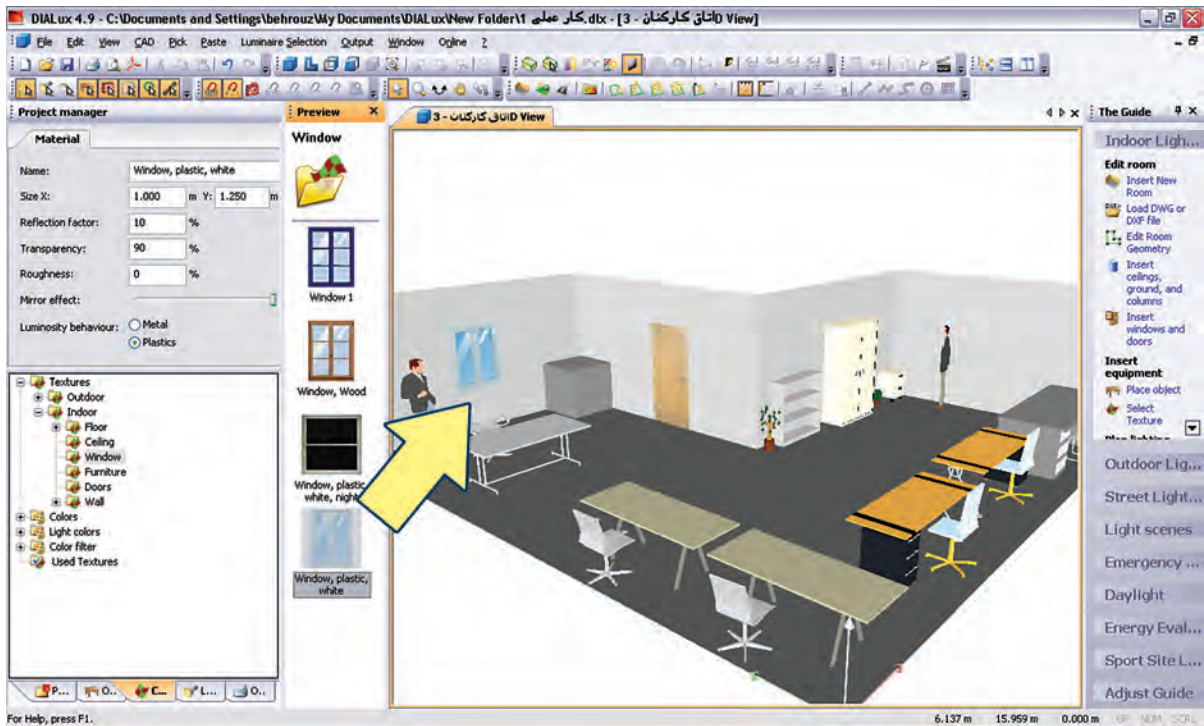 DIALux 4.9 - C:\Documents and Settings\behrouz\My Documents\DIALux\New Folder\1 کار عملی.dlx - [3 - اتاق کارکنانD View]
File Edit View CAD Pick Paste Luminaire Selection Output Window Online ?
Project manager
Material
Name: Window, plastic, white
Size X: 1.000 m Y: 1.250 m
Reflection factor: 10 %
Transparency: 90 %
Roughness: 0 %
Mirror effect:
Luminosity behaviour: Metal
Plastics
Textures
Outdoor
Indoor
Floor
Ceiling
Window
Furniture
Doors
Wall
Colors
Light colors
Color filter
Used Textures
P... O... C... L... O...
Preview
Window
Window 1
Window, Wood
Window, plastic,
white, night
Window, plastic,
white
3 - اتاق کارکنانD View
The Guide
Indoor Ligh...
Edit room
Insert New
Room
Load DWG or
DXF file
Edit Room
Geometry
Insert
ceilings,
ground, and
columns
Insert
windows and
doors
Insert
equipment
Place object
Select
Texture
Plan lighting
Outdoor Lig...
Street Light...
Light scenes
Emergency ...
Daylight
Energy Eval...
Sport Site L...
Adjust Guide
For Help, press F1.
6.137 m 15.959 m 0.000 m NUM